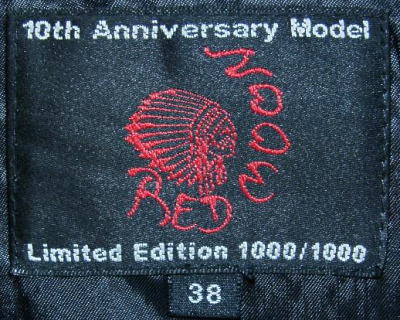 10th Anniversary Model
RED MOON
Limited Edition 1000/1000
38